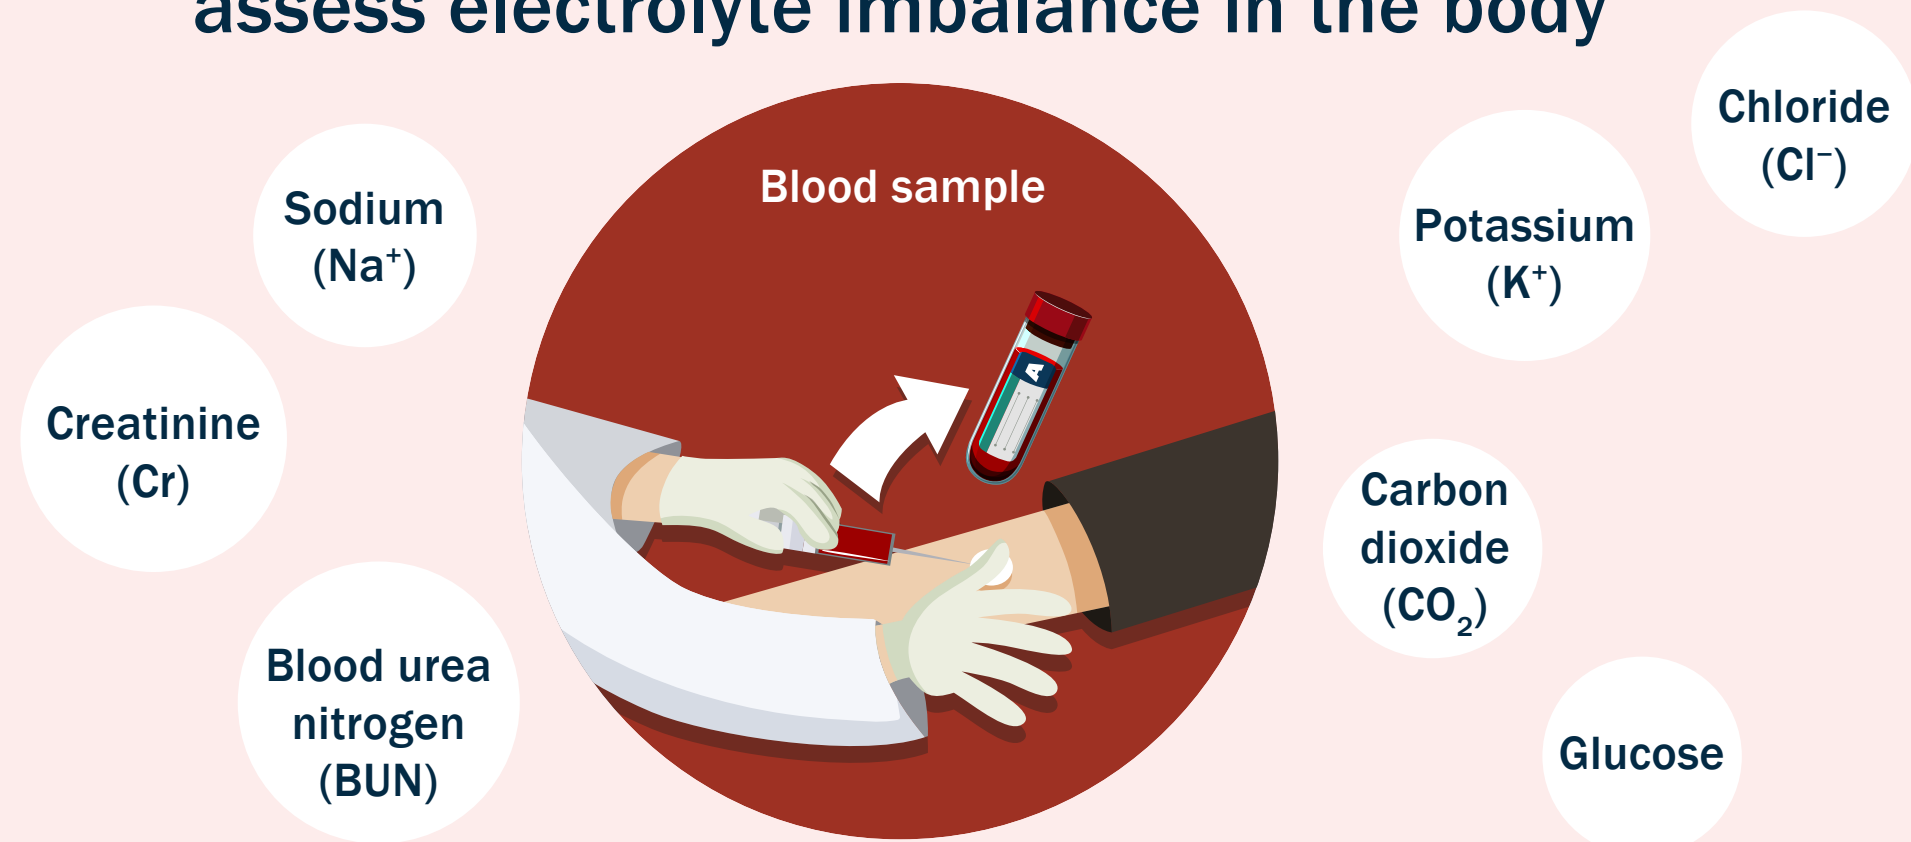 assess electrolyte imbalance in the body
Chloride
(Cl⁻)
Blood sample
Sodium
(Na⁺)
Potassium
(K⁺)
Creatinine
(Cr)
Carbon
dioxide
(CO₂)
Blood urea
nitrogen
(BUN)
Glucose
A